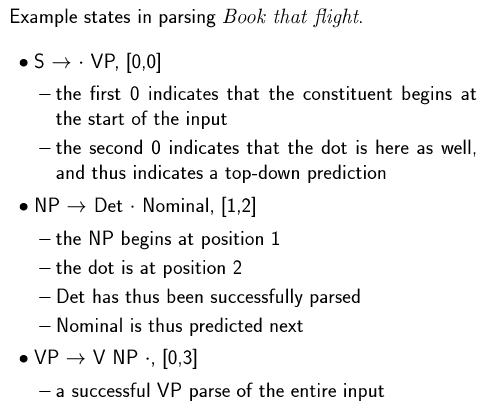 Example states in parsing Book that flight.
• S → · VP, [0,0]
– the first 0 indicates that the constituent begins at
the start of the input
– the second 0 indicates that the dot is here as well,
and thus indicates a top-down prediction
• NP → Det · Nominal, [1,2]
– the NP begins at position 1
– the dot is at position 2
– Det has thus been successfully parsed
– Nominal is thus predicted next
• VP → V NP ·, [0,3]
– a successful VP parse of the entire input